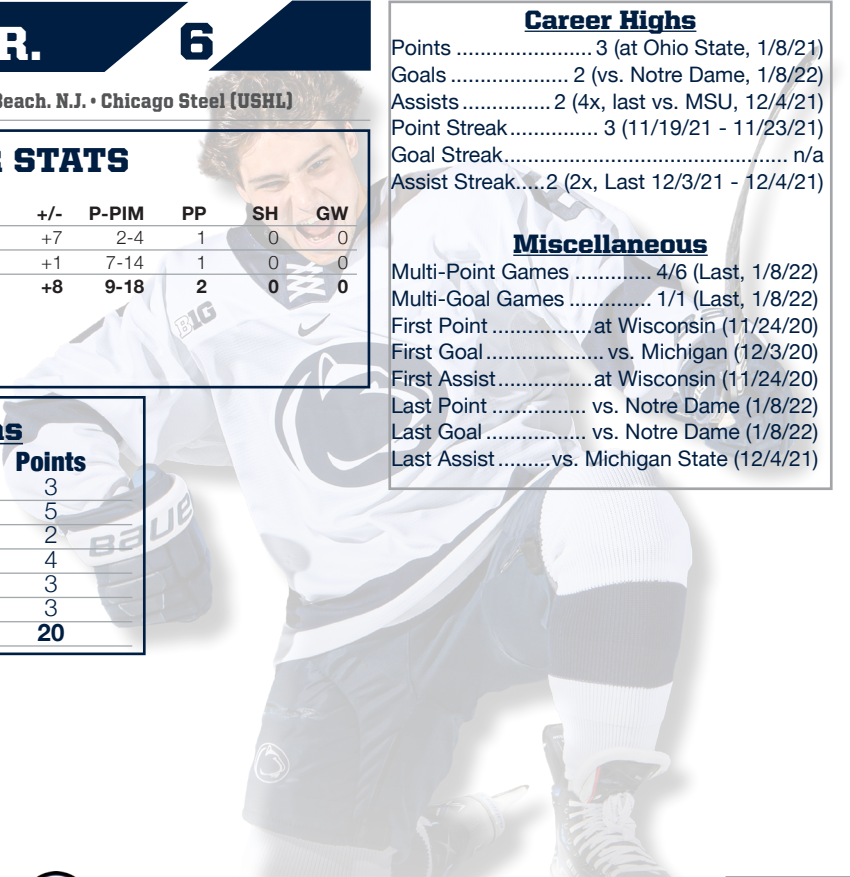 R. 6
Beach. N.J. • Chicago Steel (USHL)
STATS
+/- P-PIM PP SH GW
+7 2-4 1 0 0
+1 7-14 1 0 0
+8 9-18 2 0 0
Points
3
5
2
4
3
3
20
Career Highs
Points ...................... 3 (at Ohio State, 1/8/21)
Goals ................... 2 (vs. Notre Dame, 1/8/22)
Assists .............. 2 (4x, last vs. MSU, 12/4/21)
Point Streak............... 3 (11/19/21 - 11/23/21)
Goal Streak............................................... n/a
Assist Streak.....2 (2x, Last 12/3/21 - 12/4/21)
Miscellaneous
Multi-Point Games ............. 4/6 (Last, 1/8/22)
Multi-Goal Games .............. 1/1 (Last, 1/8/22)
First Point .................at Wisconsin (11/24/20)
First Goal.................... vs. Michigan (12/3/20)
First Assist................at Wisconsin (11/24/20)
Last Point ................ vs. Notre Dame (1/8/22)
Last Goal ................. vs. Notre Dame (1/8/22)
Last Assist .........vs. Michigan State (12/4/21)
B1G
BAUE